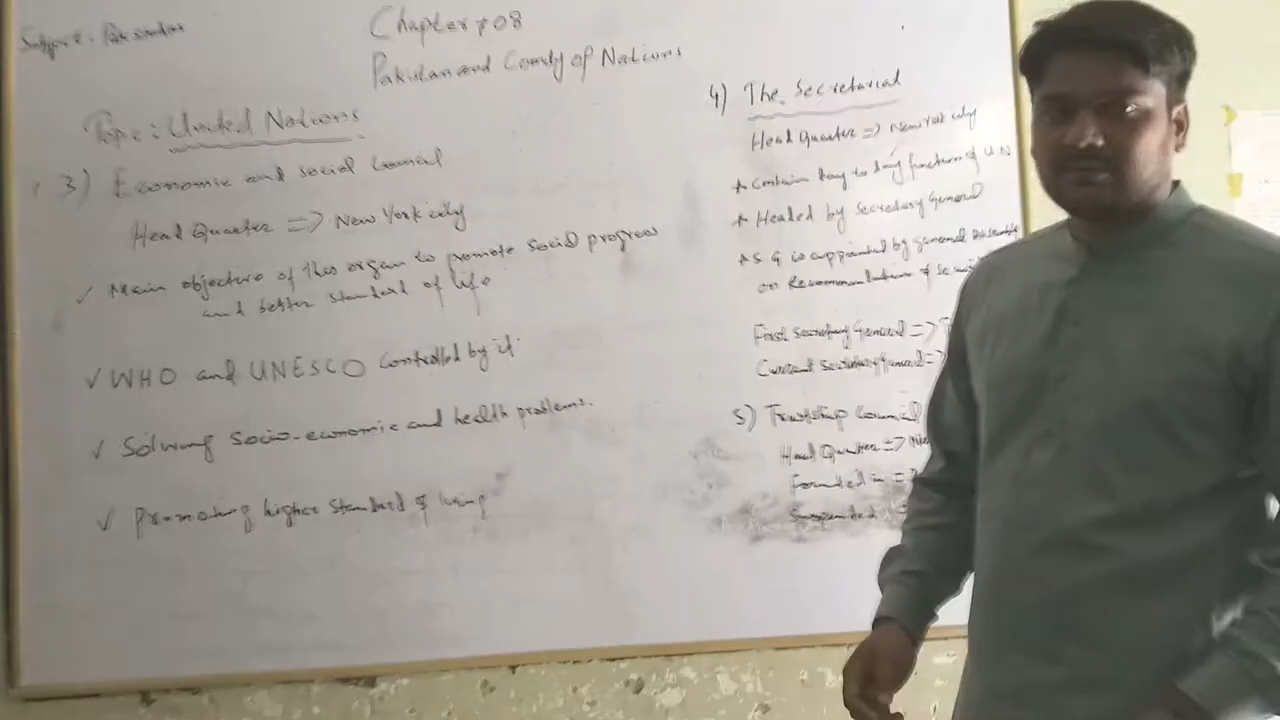 Subject: Pak studies
Chapter # 08
Pakistan and Comity of Nations
Topic: United Nations
3) Economic and social Council
Head Quarter => New York city
✓ Main objective of this organ to promote social progress
and better standard of life
✓ WHO and UNESCO controlled by it
✓ Solving socio-economic and health problems.
✓ Promoting higher standard of living
4) The Secretarial
Head Quarter => New York city
* Contain day to day function of U.N
* Headed by Secretary General
* S G is appointed by general Assembly
on Recommendation of
First secretary General =>
Current secretary General =>
5) Trustship Council
Head Quarter =>
Founded in =>
Suspended